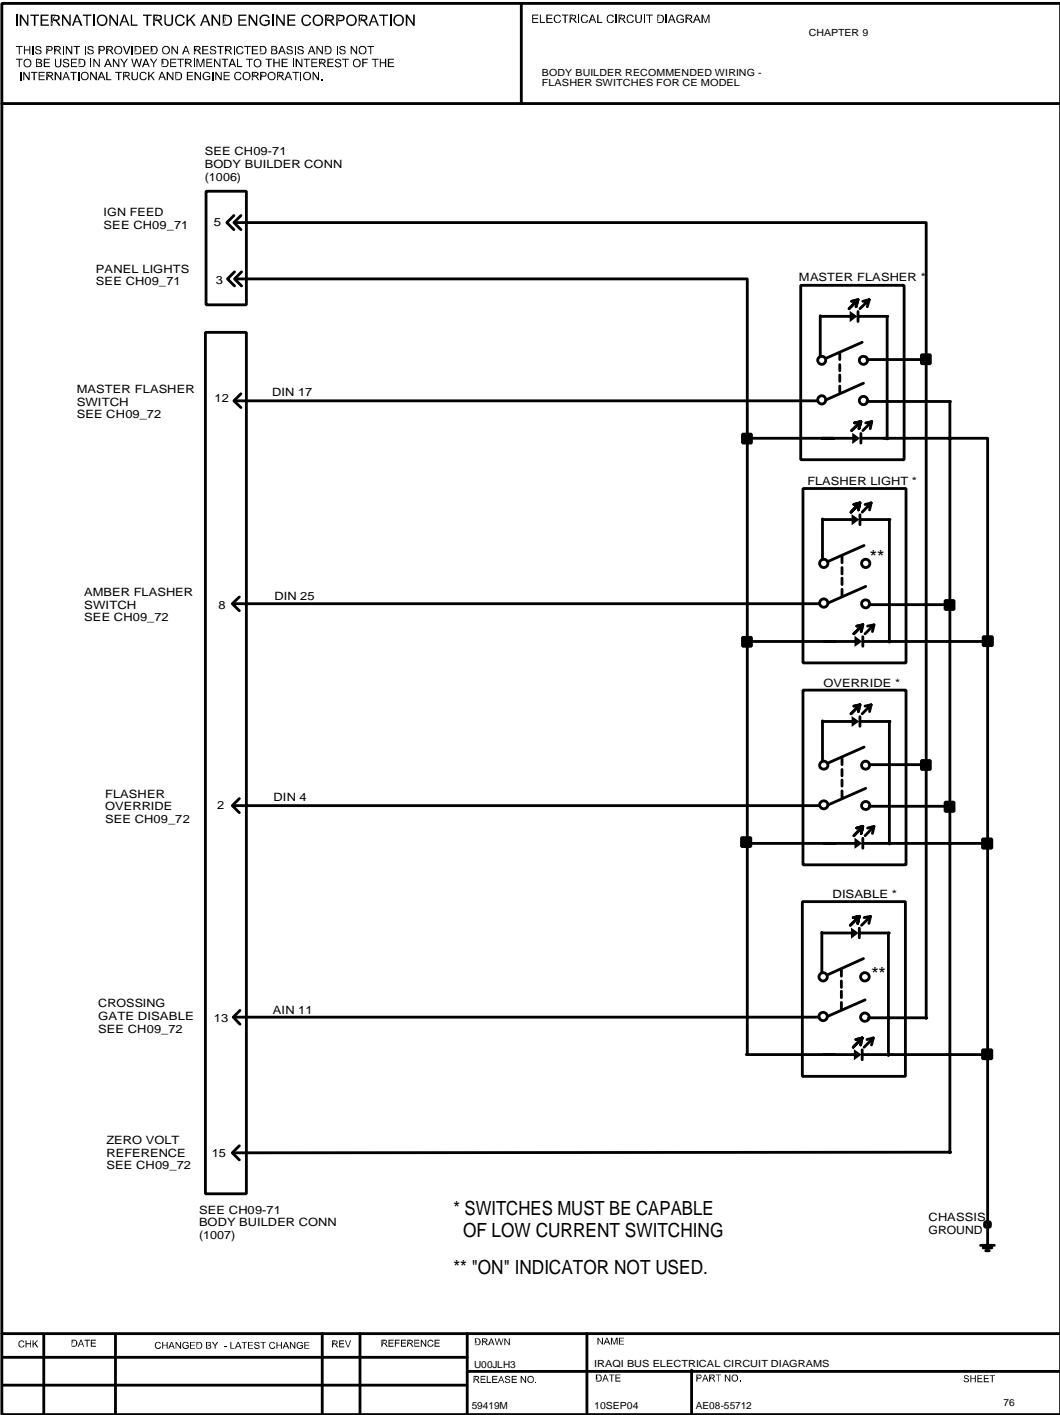 INTERNATIONAL TRUCK AND ENGINE CORPORATION
THIS PRINT IS PROVIDED ON A RESTRICTED BASIS AND IS NOT
TO BE USED IN ANY WAY DETRIMENTAL TO THE INTEREST OF THE
INTERNATIONAL TRUCK AND ENGINE CORPORATION.
ELECTRICAL CIRCUIT DIAGRAM
CHAPTER 9
BODY BUILDER RECOMMENDED WIRING -
FLASHER SWITCHES FOR CE MODEL
SEE CH09-71
BODY BUILDER CONN
(1006)
IGN FEED
SEE CH09_71
5
PANEL LIGHTS
SEE CH09_71
3
MASTER FLASHER *
MASTER FLASHER
SWITCH
SEE CH09_72
12
DIN 17
FLASHER LIGHT *
**
AMBER FLASHER
SWITCH
SEE CH09_72
8
DIN 25
OVERRIDE *
FLASHER
OVERRIDE
SEE CH09_72
2
DIN 4
DISABLE *
**
CROSSING
GATE DISABLE
SEE CH09_72
13
AIN 11
ZERO VOLT
REFERENCE
SEE CH09_72
15
SEE CH09-71
BODY BUILDER CONN
(1007)
* SWITCHES MUST BE CAPABLE
OF LOW CURRENT SWITCHING
** "ON" INDICATOR NOT USED.
CHASSIS
GROUND
CHK DATE CHANGED BY - LATEST CHANGE REV REFERENCE
DRAWN
U00JLH3
NAME
IRAQI BUS ELECTRICAL CIRCUIT DIAGRAMS
RELEASE NO.
59419M
DATE
10SEP04
PART NO.
AE08-55712
SHEET
76